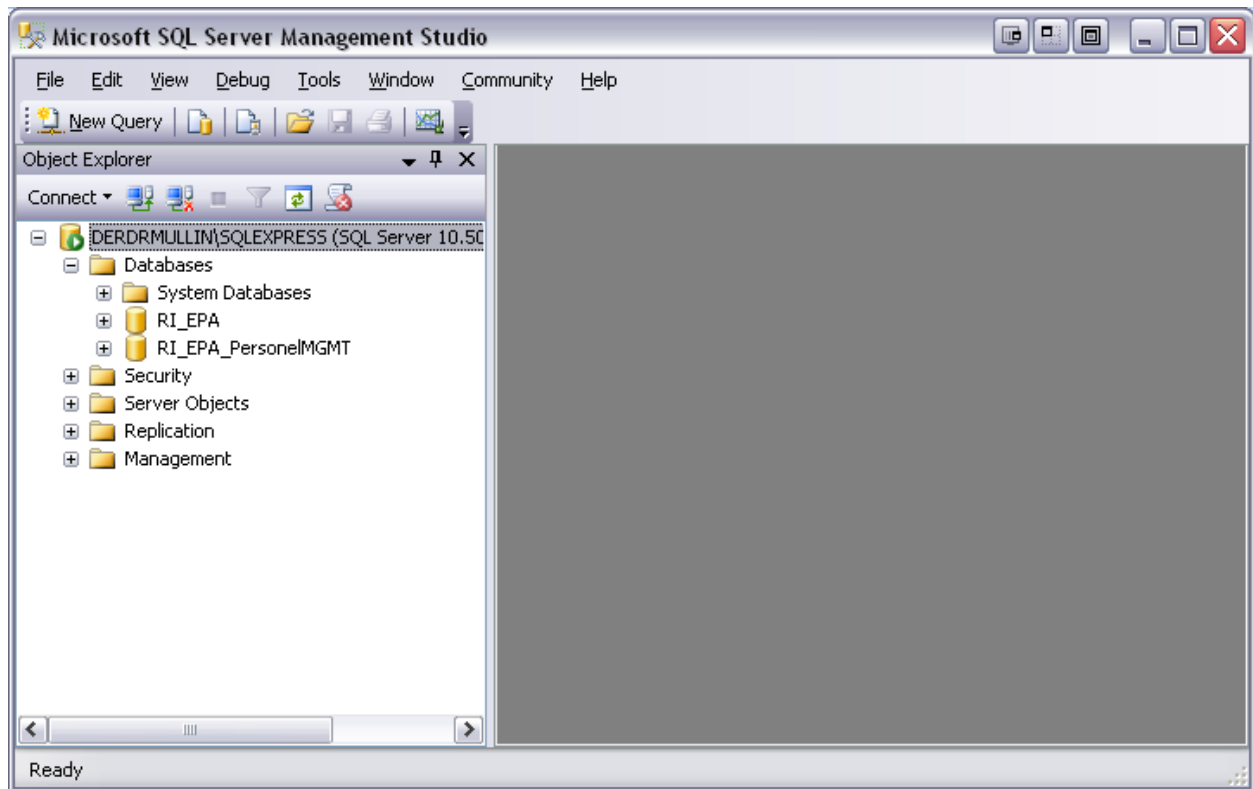 Microsoft SQL Server Management Studio
File Edit View Debug Tools Window Community Help
New Query
Object Explorer
Connect
DERDRMULLIN\SQLEXPRESS (SQL Server 10.50
Databases
System Databases
RI_EPA
RI_EPA_PersonelMGMT
Security
Server Objects
Replication
Management
Ready